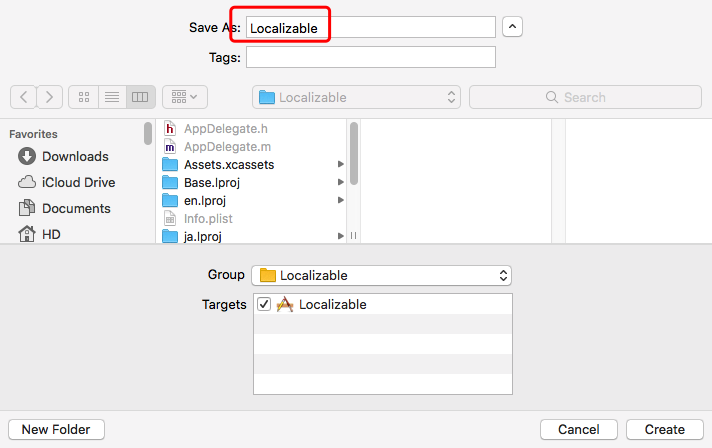 Save As: Localizable
Tags:
Localizable
Search
Favorites
Downloads
iCloud Drive
Documents
HD
AppDelegate.h
AppDelegate.m
Assets.xcassets
Base.lproj
en.lproj
Info.plist
ja.lproj
Group Localizable
Targets Localizable
New Folder Cancel Create